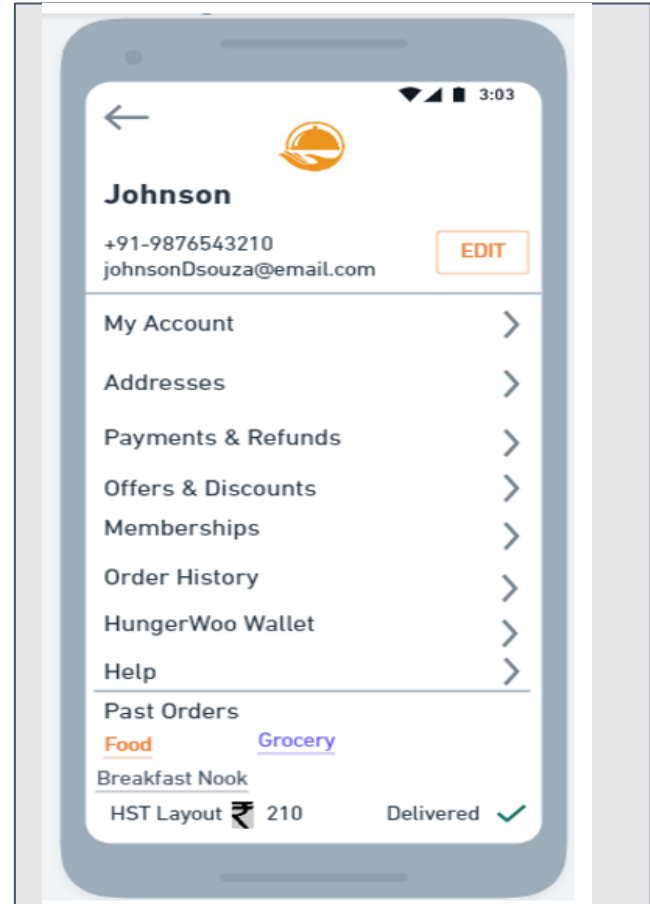 3:03
Johnson
+91-9876543210
johnsonDsouza@email.com
EDIT
My Account
Addresses
Payments & Refunds
Offers & Discounts
Memberships
Order History
HungerWoo Wallet
Help
Past Orders
Food Grocery
Breakfast Nook
HST Layout ₹ 210 Delivered